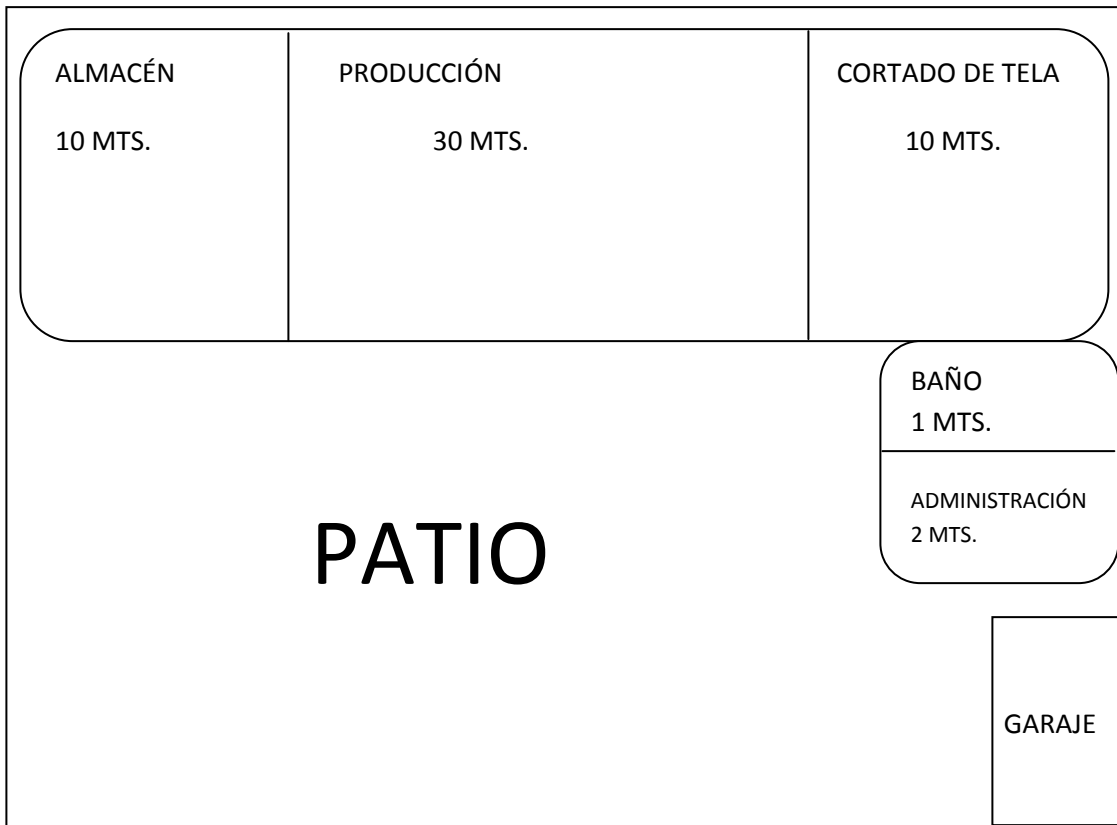 ALMACÉN
10 MTS.
PRODUCCIÓN
30 MTS.
CORTADO DE TELA
10 MTS.
BAÑO
1 MTS.
ADMINISTRACIÓN
2 MTS.
PATIO
GARAJE